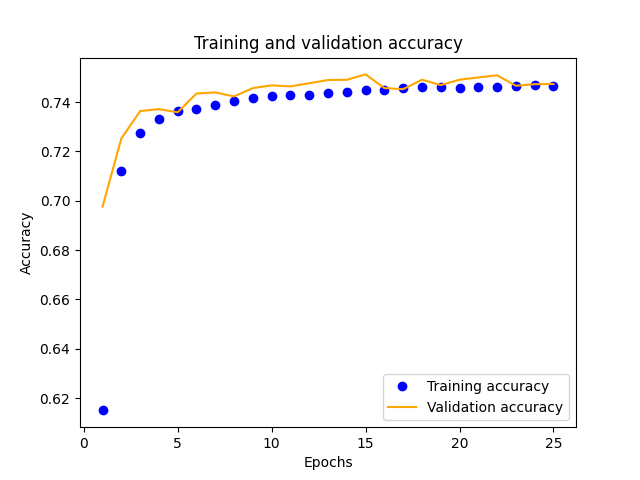 Training and validation accuracy
Accuracy
0.74
0.72
0.70
0.68
0.66
0.64
0.62
Training accuracy
Validation accuracy
0 5 10 15 20 25
Epochs